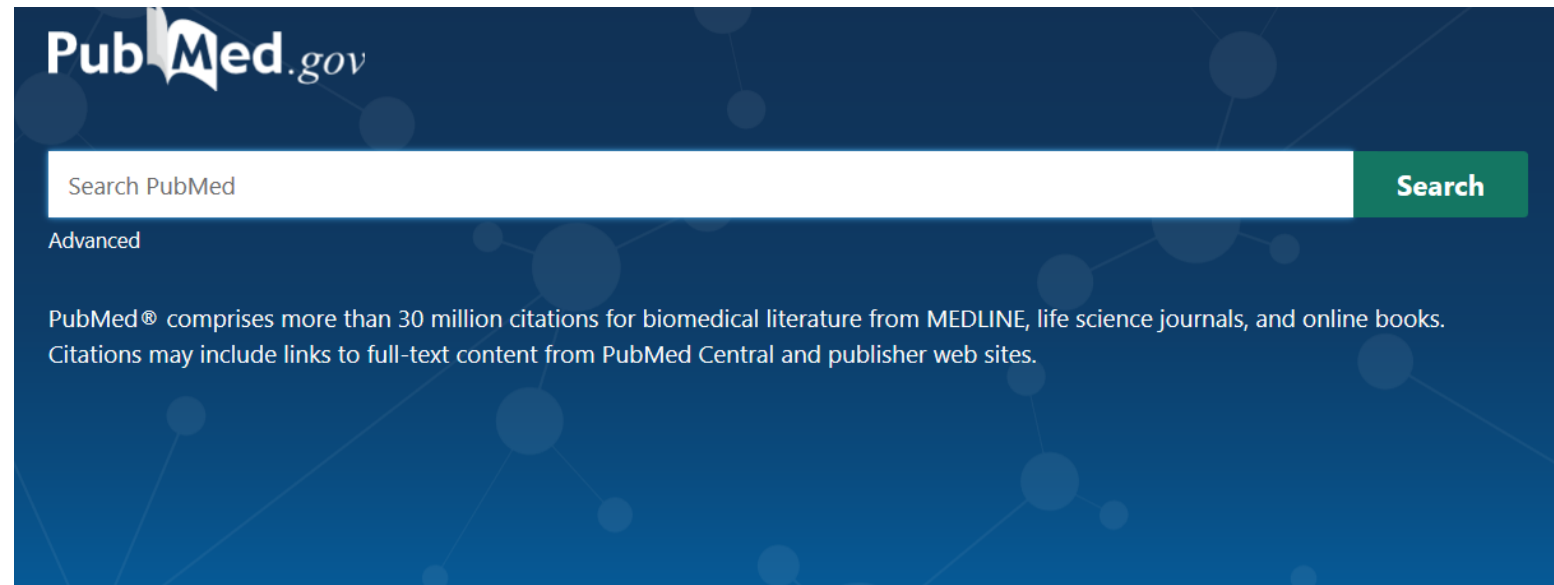 PubMed.gov
Search PubMed
Search
Advanced
PubMed® comprises more than 30 million citations for biomedical literature from MEDLINE, life science journals, and online books.
Citations may include links to full-text content from PubMed Central and publisher web sites.